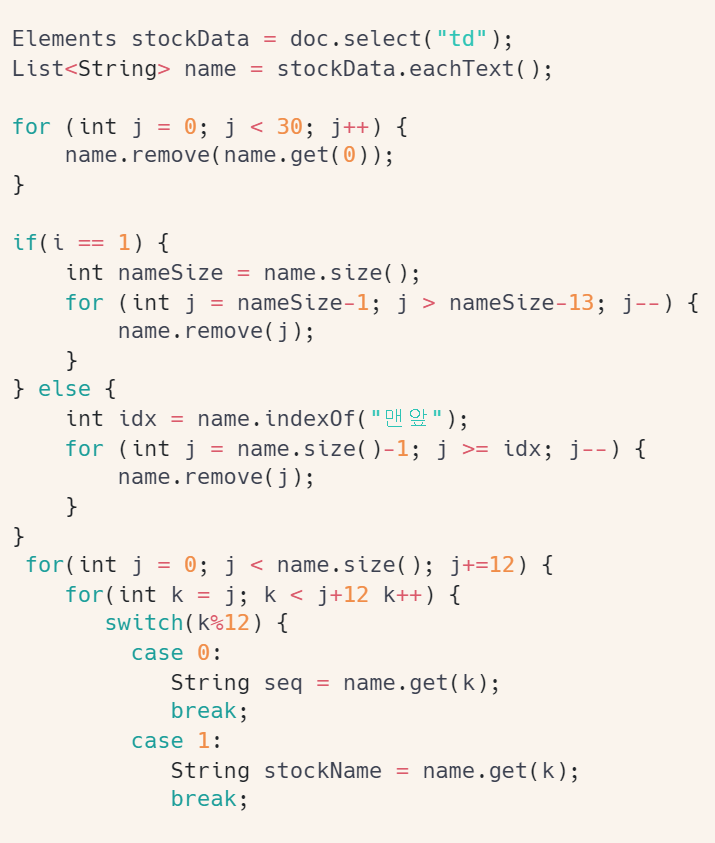 Elements stockData = doc.select("td");
List<String> name = stockData.eachText();
for (int j = 0; j < 30; j++) {
name.remove(name.get(0));
}
if(i == 1) {
int nameSize = name.size();
for (int j = nameSize-1; j > nameSize-13; j--) {
name.remove(j);
}
} else {
int idx = name.indexOf("맨앞");
for (int j = name.size()-1; j >= idx; j--) {
name.remove(j);
}
}
for(int j = 0; j < name.size(); j+=12) {
for(int k = j; k < j+12 k++) {
switch(k%12) {
case 0:
String seq = name.get(k);
break;
case 1:
String stockName = name.get(k);
break;